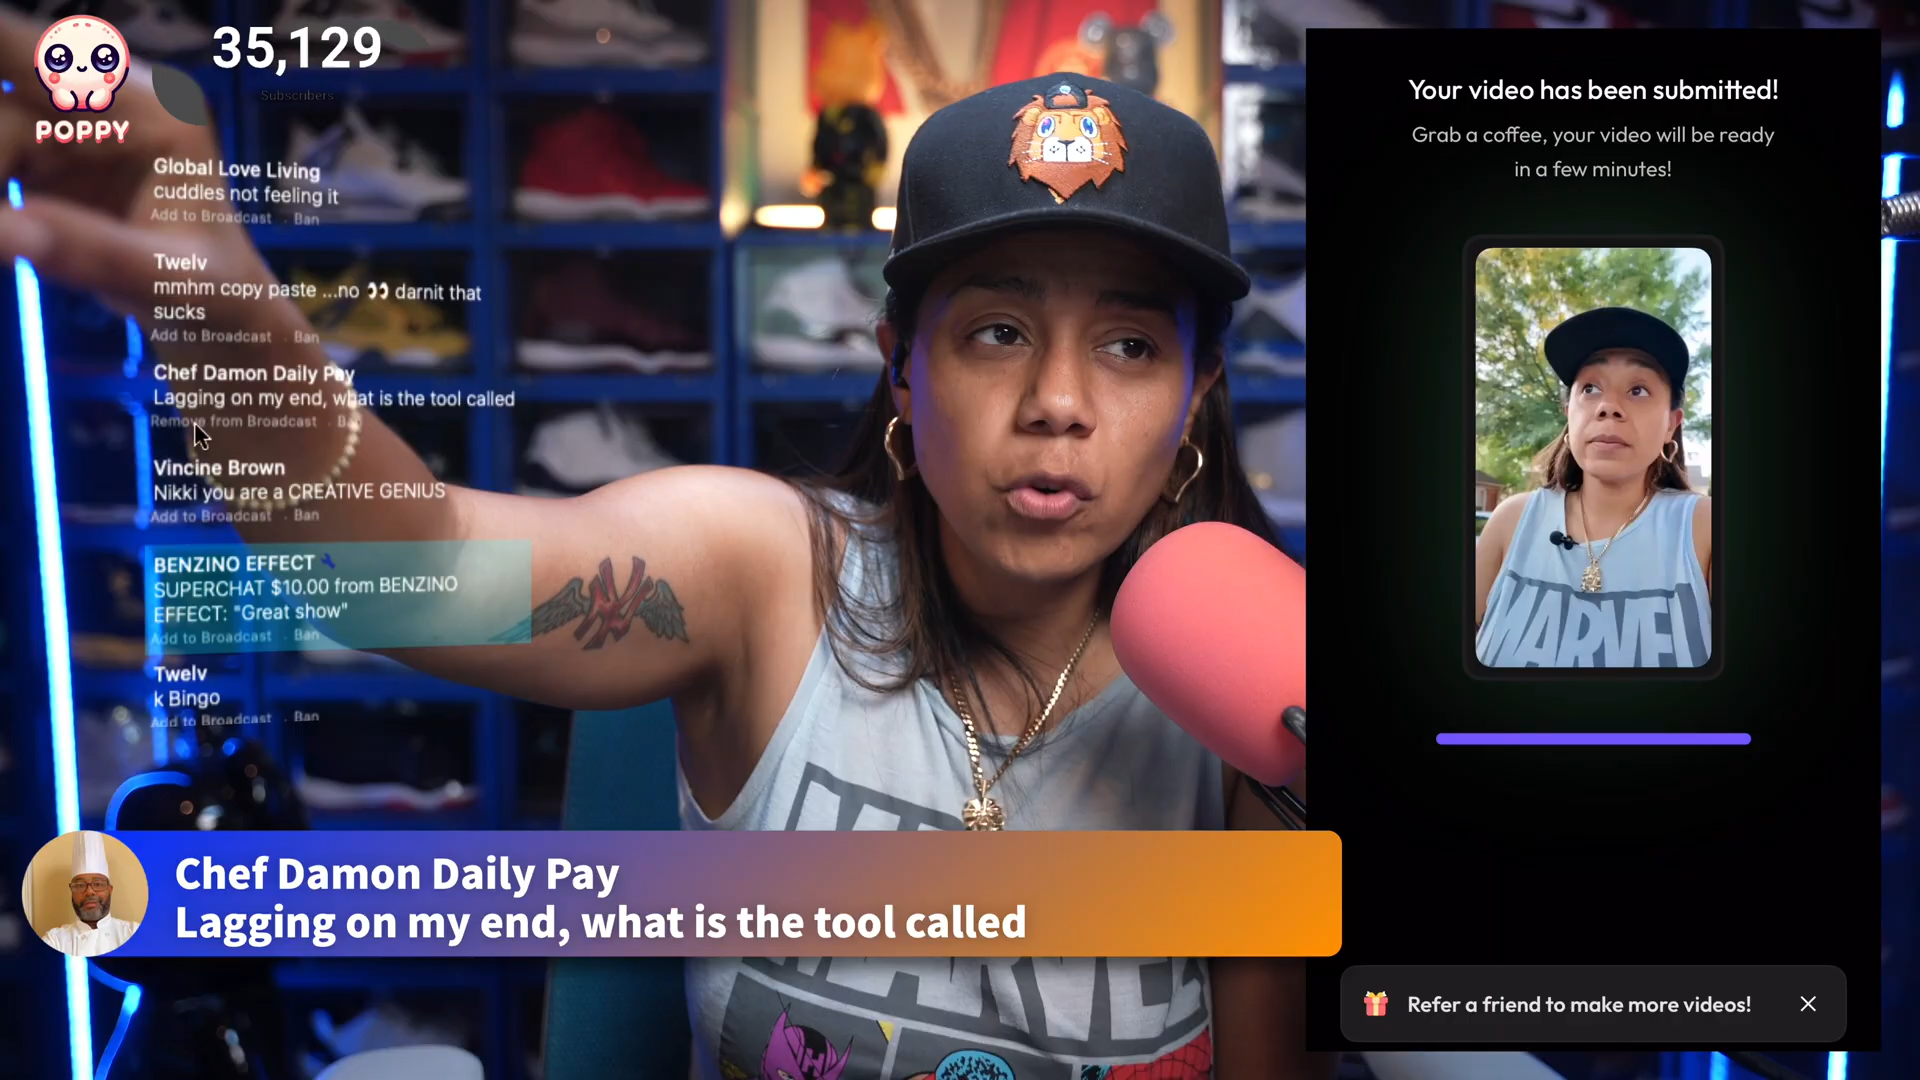 POPPY
35,129
Subscribers
Global Love Living
cuddles not feeling it
Add to Broadcast · Ban
Twelv
mmhm copy paste ...no 👀 darnit that
sucks
Add to Broadcast · Ban
Chef Damon Daily Pay
Lagging on my end, what is the tool called
Remove from Broadcast · Ban
Vincine Brown
Nikki you are a CREATIVE GENIUS
Add to Broadcast · Ban
BENZINO EFFECT
SUPERCHAT $10.00 from BENZINO
EFFECT: "Great show"
Add to Broadcast · Ban
Twelv
k Bingo
Add to Broadcast · Ban
Chef Damon Daily Pay
Lagging on my end, what is the tool called
Your video has been submitted!
Grab a coffee, your video will be ready
in a few minutes!
MARVEL
Refer a friend to make more videos!
MARVEL